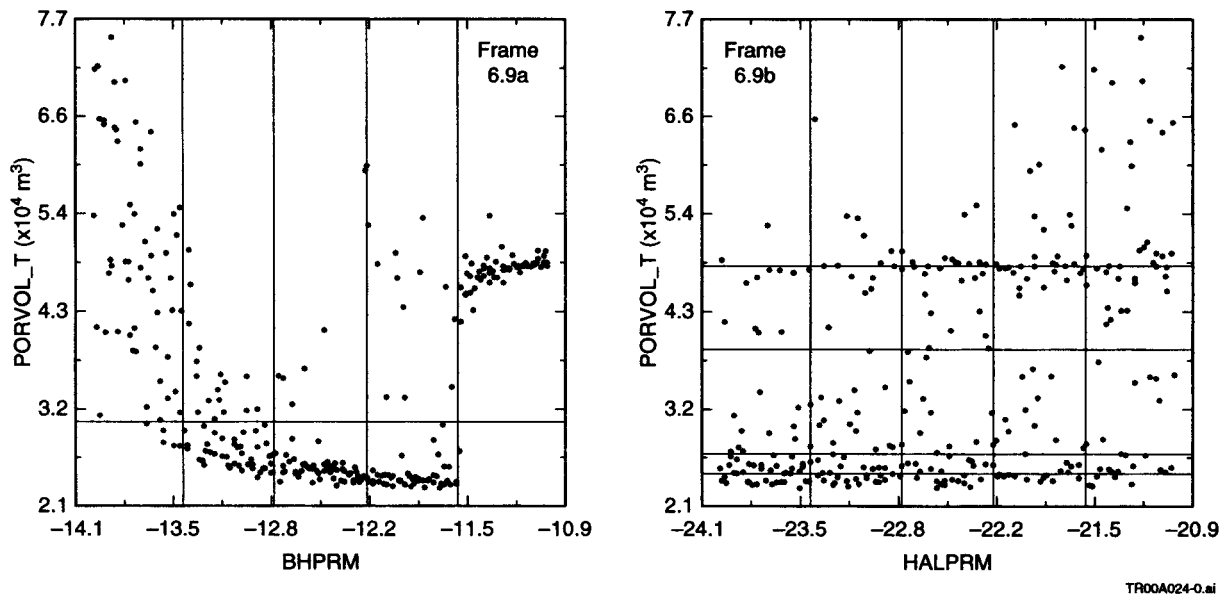 7.7
6.6
5.4
4.3
3.2
2.1
PORVOL_T (x10⁴ m³)
Frame
6.9a
−14.1 −13.5 −12.8 −12.2 −11.5 −10.9
BHPRM
7.7
6.6
5.4
4.3
3.2
2.1
PORVOL_T (x10⁴ m³)
Frame
6.9b
−24.1 −23.5 −22.8 −22.2 −21.5 −20.9
HALPRM
TR00A024-0.ai